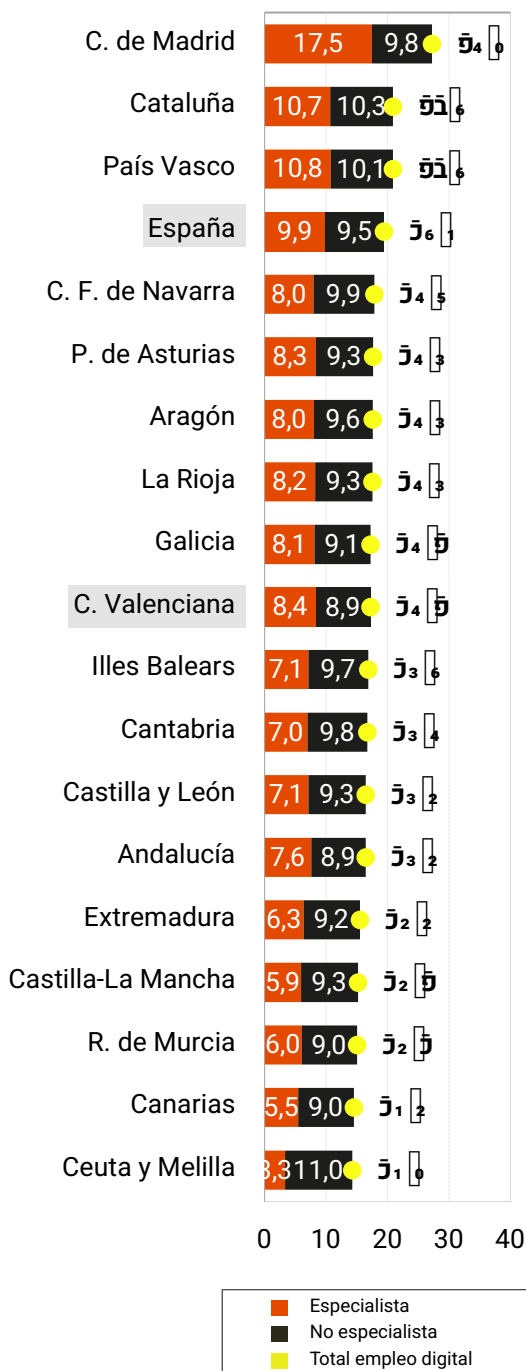 C. de Madrid 17,5 9,8
Cataluña 10,7 10,3
País Vasco 10,8 10,1
España 9,9 9,5
C. F. de Navarra 8,0 9,9
P. de Asturias 8,3 9,3
Aragón 8,0 9,6
La Rioja 8,2 9,3
Galicia 8,1 9,1
C. Valenciana 8,4 8,9
Illes Balears 7,1 9,7
Cantabria 7,0 9,8
Castilla y León 7,1 9,3
Andalucía 7,6 8,9
Extremadura 6,3 9,2
Castilla-La Mancha 5,9 9,3
R. de Murcia 6,0 9,0
Canarias 5,5 9,0
Ceuta y Melilla 3,3 11,0
0 10 20 30 40
Especialista
No especialista
Total empleo digital